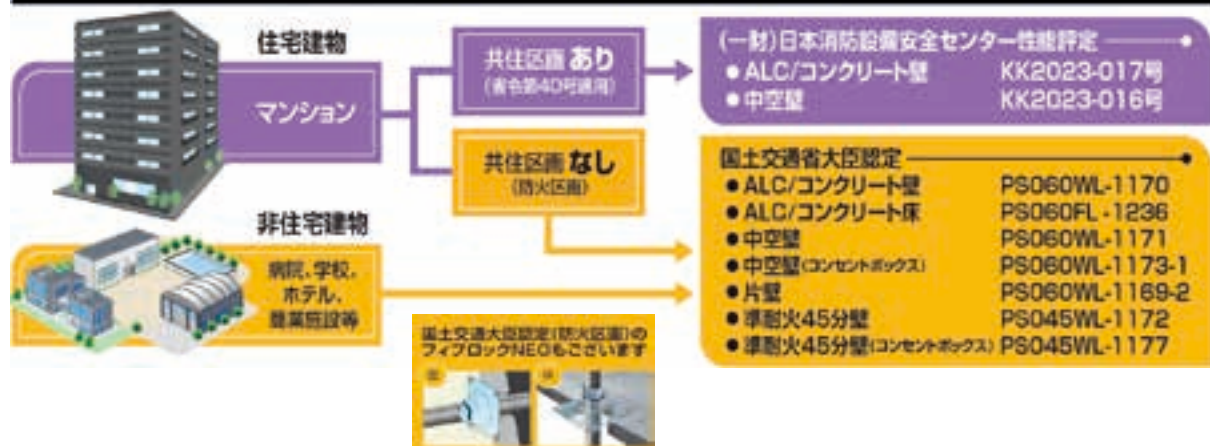 住宅建物
マンション
共住区画 あり
(省令第40号適用)
(一財)日本消防設備安全センター性能評定
● ALC/コンクリート壁 KK2023-017号
● 中空壁 KK2023-016号
共住区画 なし
(防火区画)
国土交通省大臣認定
● ALC/コンクリート壁 PS060WL-1170
● ALC/コンクリート床 PS060FL-1236
● 中空壁 PS060WL-1171
● 中空壁(コンセントボックス) PS060WL-1173-1
● 片壁 PS060WL-1169-2
● 準耐火45分壁 PS045WL-1172
● 準耐火45分壁(コンセントボックス) PS045WL-1177
非住宅建物
病院、学校、
ホテル、
商業施設等
国土交通大臣認定(防火区画)の
フィブロックNEOもございます